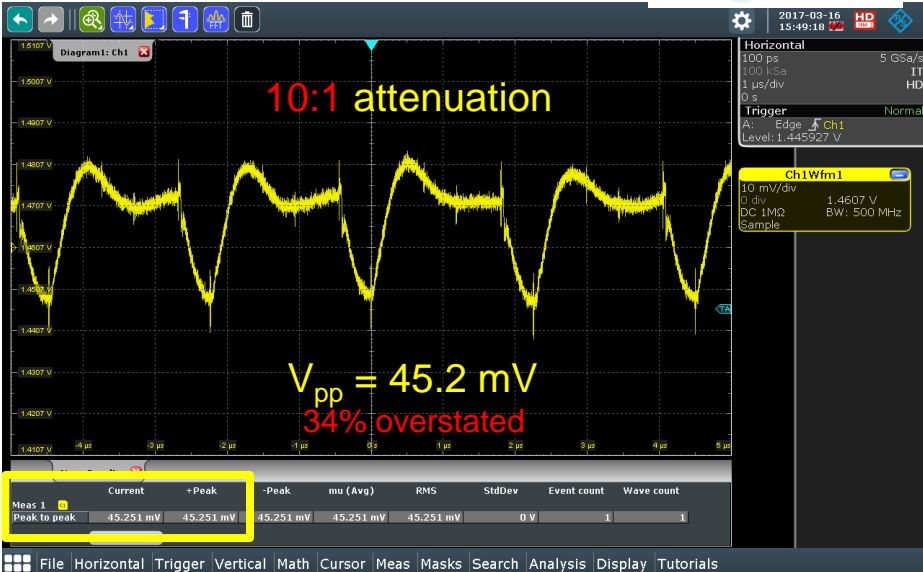 2017-03-16
15:49:18
HD
FFT
Horizontal
100 ps 5 GSa/s
100 kSa IT
1 µs/div HD
0 s
Trigger Normal
A: Edge Ch1
Level: 1.445927 V
Ch1Wfm1
10 mV/div
0 div 1.4607 V
DC 1MΩ BW: 500 MHz
Sample
Diagram1: Ch1
10:1 attenuation
1.5107 V
1.5007 V
1.4907 V
1.4807 V
1.4707 V
1.4607 V
1.4507 V
1.4407 V
1.4307 V
1.4207 V
1.4107 V
TA
Vpp = 45.2 mV
34% overstated
-4 µs -3 µs -2 µs -1 µs 0 s 1 µs 2 µs 3 µs 4 µs 5 µs
Current +Peak -Peak mu (Avg) RMS StdDev Event count Wave count
Meas 1
Peak to peak 45.251 mV 45.251 mV 45.251 mV 45.251 mV 45.251 mV 0 V 1 1
File Horizontal Trigger Vertical Math Cursor Meas Masks Search Analysis Display Tutorials